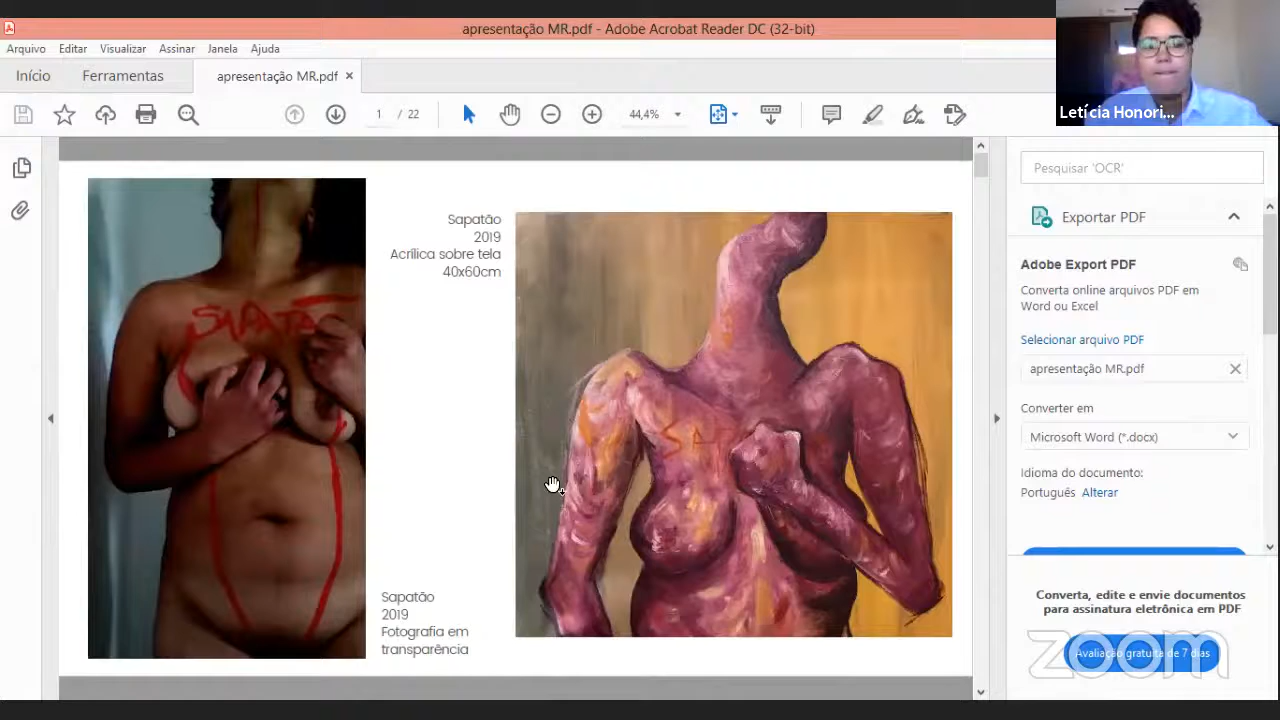 apresentação MR.pdf - Adobe Acrobat Reader DC (32-bit)
Arquivo Editar Visualizar Assinar Janela Ajuda
Início Ferramentas apresentação MR.pdf ×
1 / 22 44,4%
Letícia Honori...
Sapatão
2019
Acrílica sobre tela
40x60cm
SAPATÃO
SAP
Sapatão
2019
Fotografia em
transparência
Pesquisar 'OCR'
Exportar PDF
Adobe Export PDF
Converta online arquivos PDF em
Word ou Excel
Selecionar arquivo PDF
apresentação MR.pdf
Converter em
Microsoft Word (*.docx)
Idioma do documento:
Português Alterar
Converta, edite e envie documentos
para assinatura eletrônica em PDF
Avaliação gratuita de 7 dias
zoom